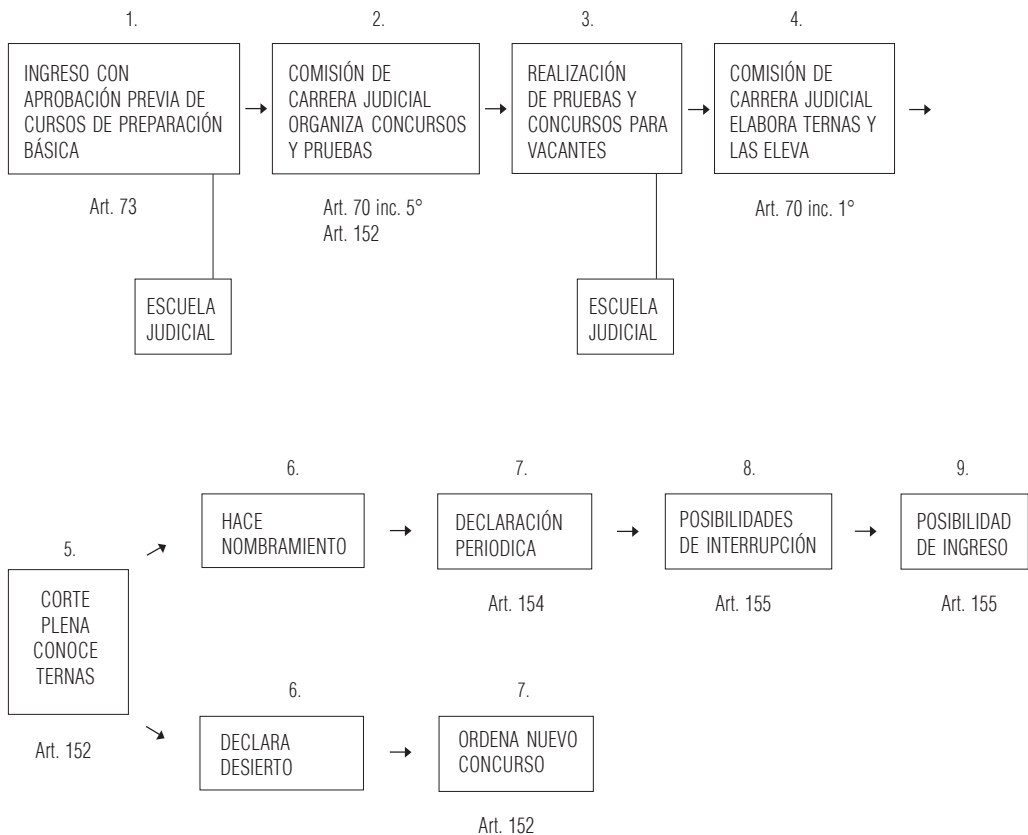 1.
INGRESO CON
APROBACIÓN PREVIA DE
CURSOS DE PREPARACIÓN
BÁSICA
Art. 73
ESCUELA
JUDICIAL
2.
COMISIÓN DE
CARRERA JUDICIAL
ORGANIZA CONCURSOS
Y PRUEBAS
Art. 70 inc. 5°
Art. 152
3.
REALIZACIÓN
DE PRUEBAS Y
CONCURSOS PARA
VACANTES
ESCUELA
JUDICIAL
4.
COMISIÓN DE
CARRERA JUDICIAL
ELABORA TERNAS Y
LAS ELEVA
Art. 70 inc. 1°
5.
CORTE
PLENA
CONOCE
TERNAS
Art. 152
6.
HACE
NOMBRAMIENTO
7.
DECLARACIÓN
PERIODICA
Art. 154
8.
POSIBILIDADES
DE INTERRUPCIÓN
Art. 155
9.
POSIBILIDAD
DE INGRESO
Art. 155
6.
DECLARA
DESIERTO
7.
ORDENA NUEVO
CONCURSO
Art. 152